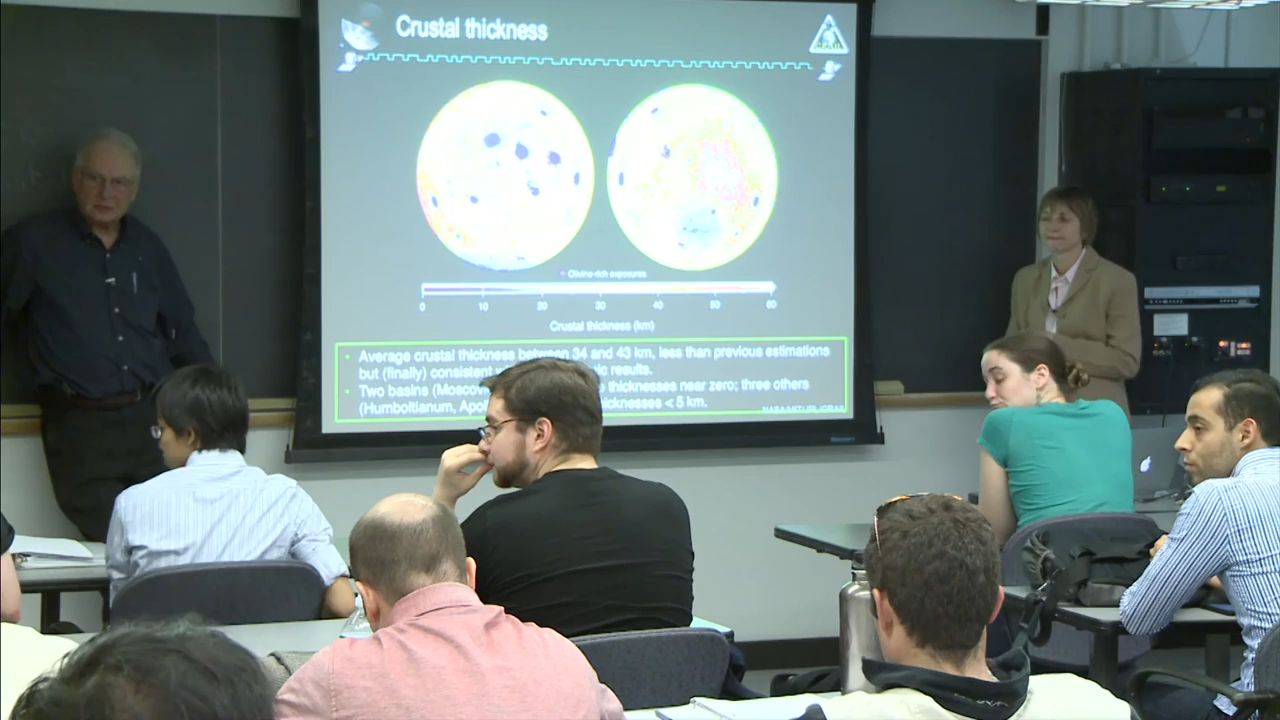 Crustal thickness
Olivine-rich exposures
0 10 20 30 40 50 60
Crustal thickness (km)
• Average crustal thickness between 34 and 43 km, less than previous estimations
but (finally) consistent results.
• Two basins thicknesses near zero; three others
(Humboltianum, thicknesses < 5 km.